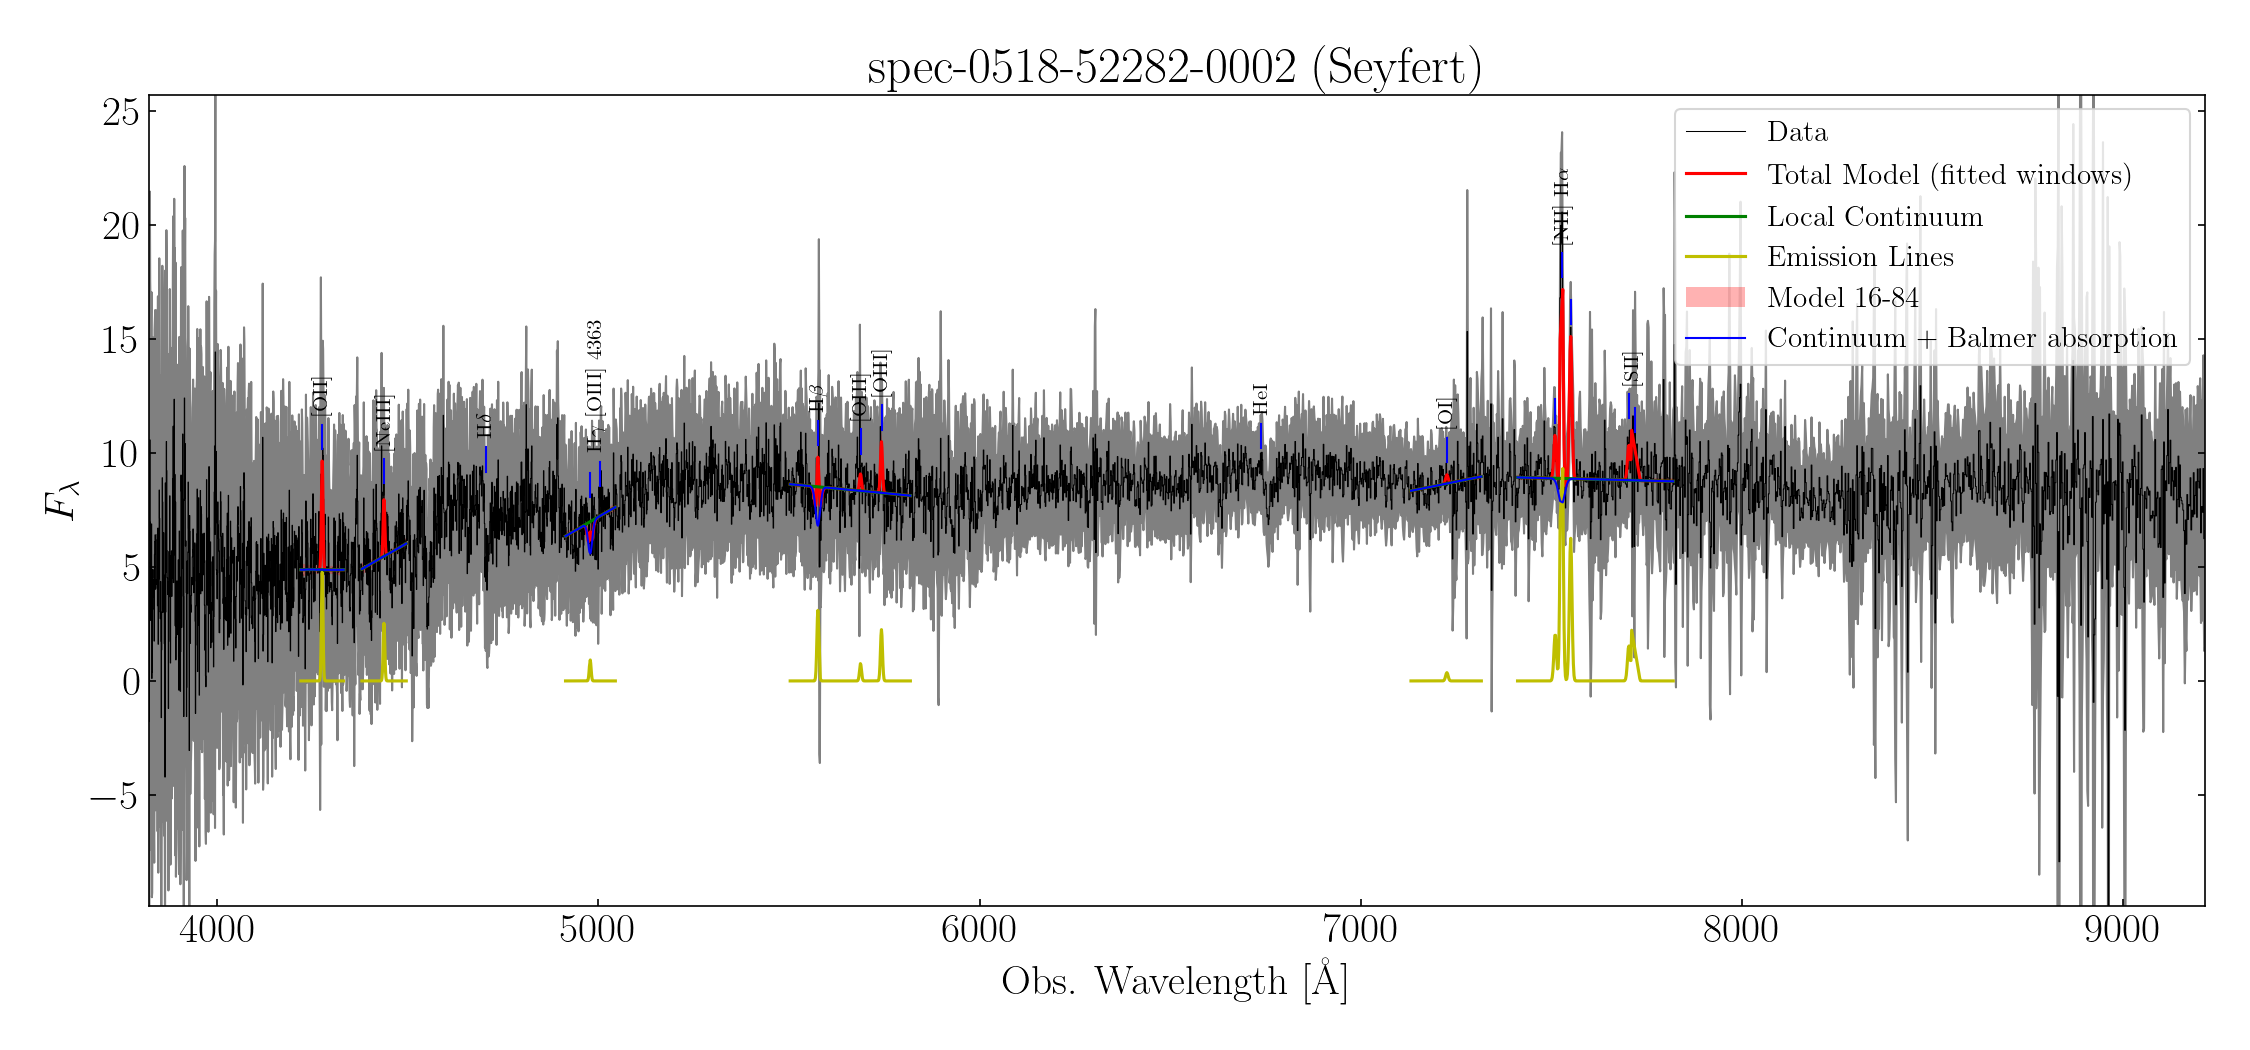 spec-0518-52282-0002 (Seyfert)
Data
Total Model (fitted windows)
Local Continuum
Emission Lines
Model 16-84
Continuum + Balmer absorption
[OII]
[NeIII]
Hδ
Hγ
[OIII] 4363
Hβ
[OIII]
[OIII]
HeI
[OI]
[NII] Hα
[SII]
25
20
15
10
5
0
−5
Fλ
4000
5000
6000
7000
8000
9000
Obs. Wavelength [Å]